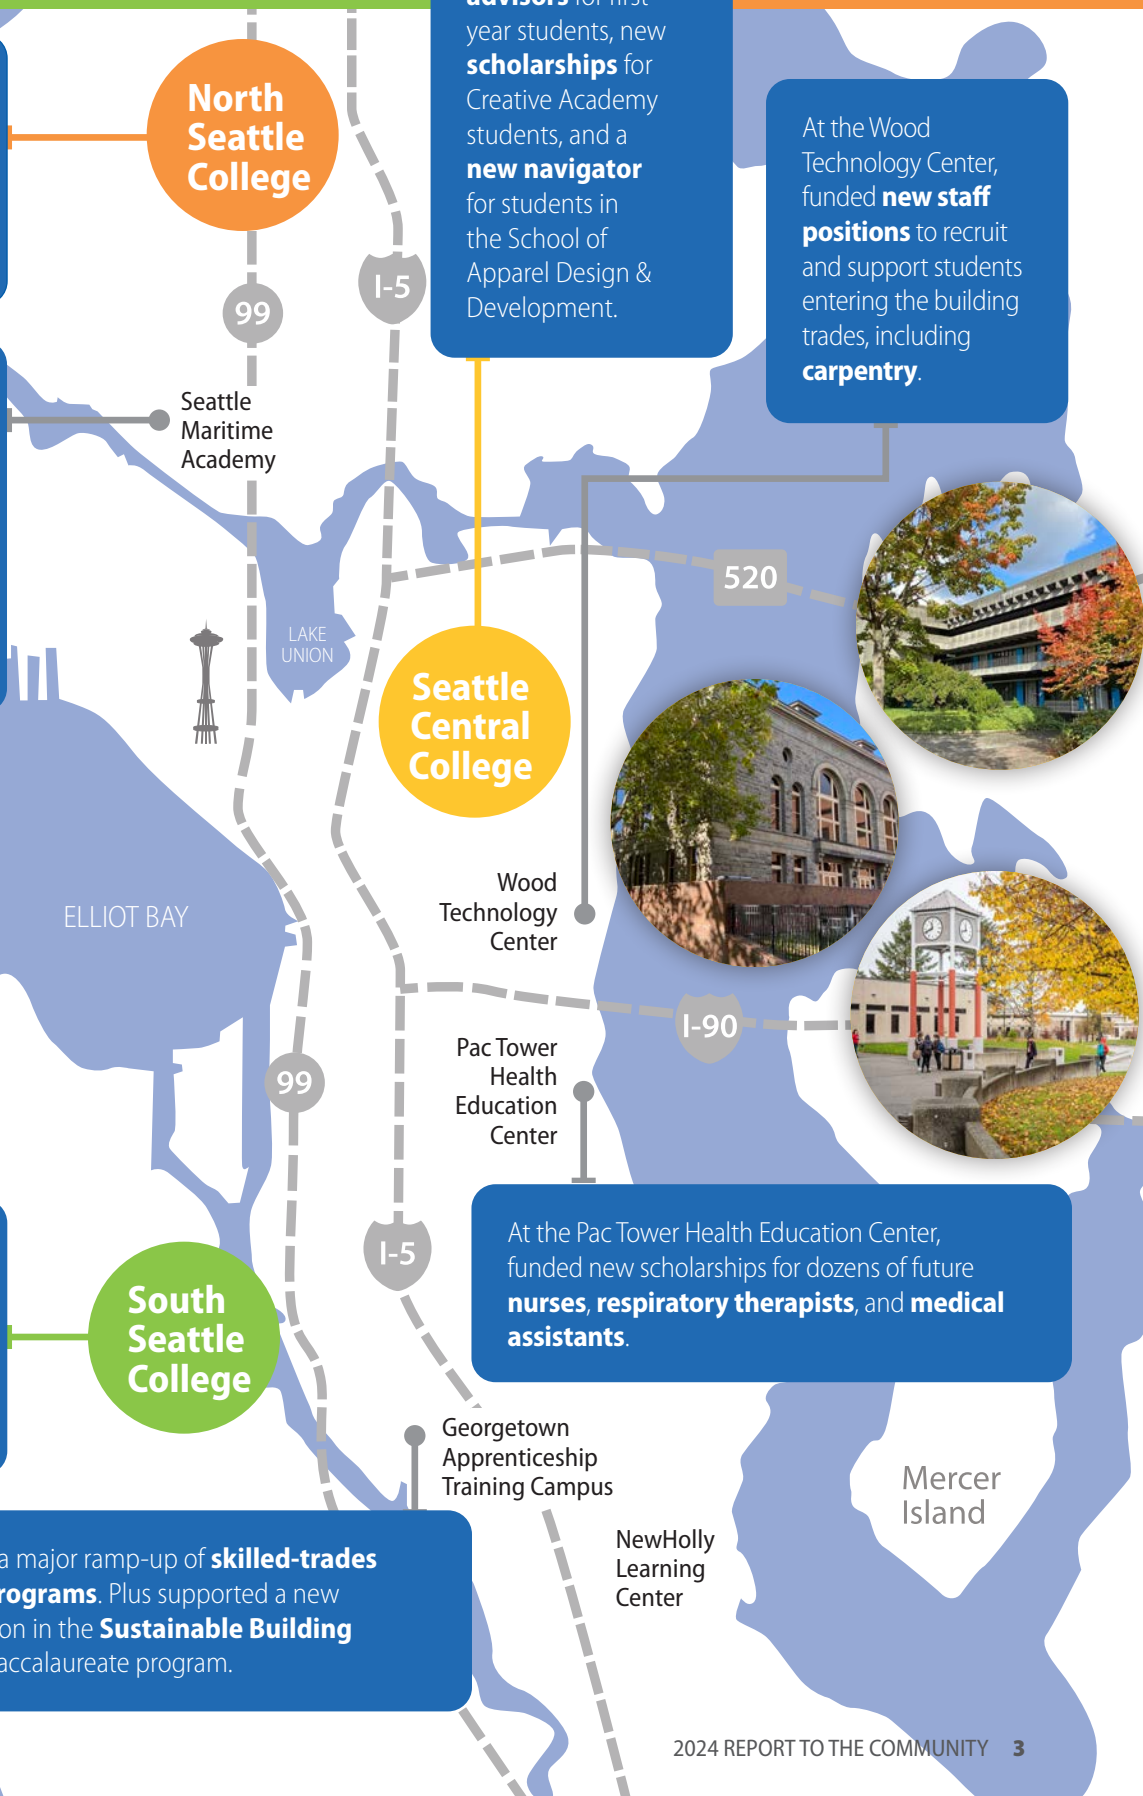 advisors for first-
year students, new
scholarships for
Creative Academy
students, and a
new navigator
for students in
the School of
Apparel Design &
Development.
At the Wood
Technology Center,
funded new staff
positions to recruit
and support students
entering the building
trades, including
carpentry.
North
Seattle
College
I-5
99
Seattle
Maritime
Academy
520
LAKE
UNION
Seattle
Central
College
ELLIOT BAY
Wood
Technology
Center
I-90
Pac Tower
Health
Education
Center
99
At the Pac Tower Health Education Center,
funded new scholarships for dozens of future
nurses, respiratory therapists, and medical
assistants.
I-5
South
Seattle
College
Georgetown
Apprenticeship
Training Campus
Mercer
Island
NewHolly
Learning
Center
a major ramp-up of skilled-trades
rograms. Plus supported a new
on in the Sustainable Building
accalaureate program.
2024 REPORT TO THE COMMUNITY 3